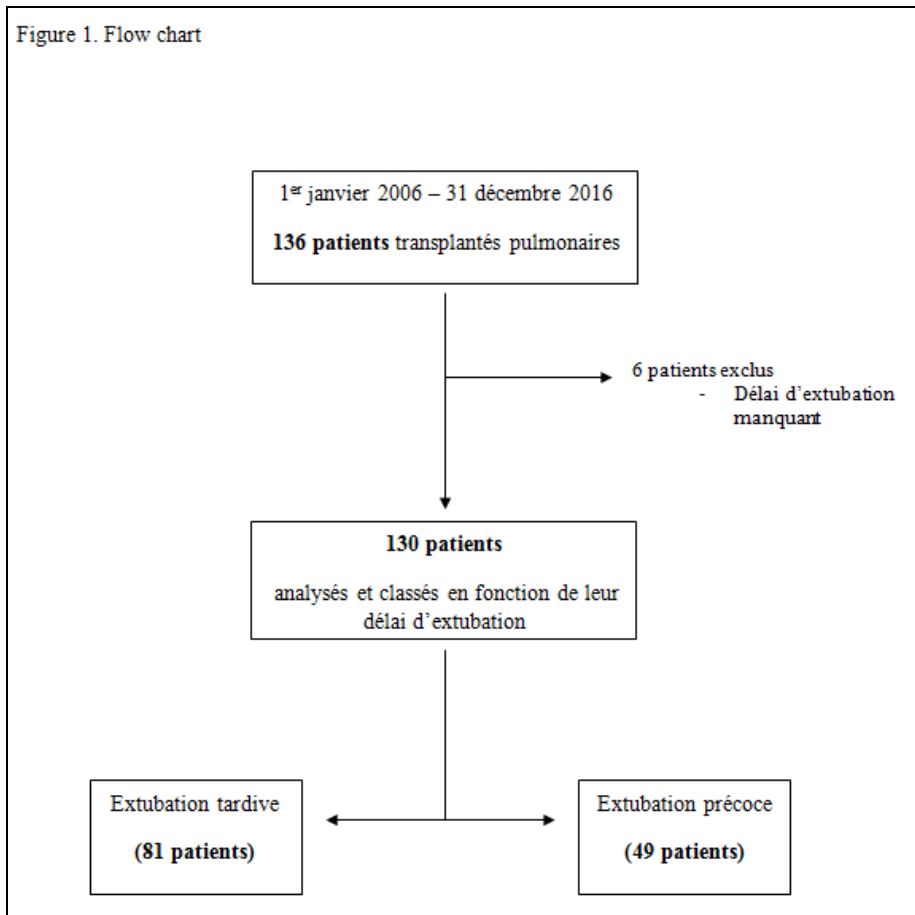 Figure 1. Flow chart
1er janvier 2006 – 31 décembre 2016
136 patients transplantés pulmonaires
6 patients exclus
- Délai d'extubation
manquant
130 patients
analysés et classés en fonction de leur
délai d'extubation
Extubation tardive
(81 patients)
Extubation précoce
(49 patients)